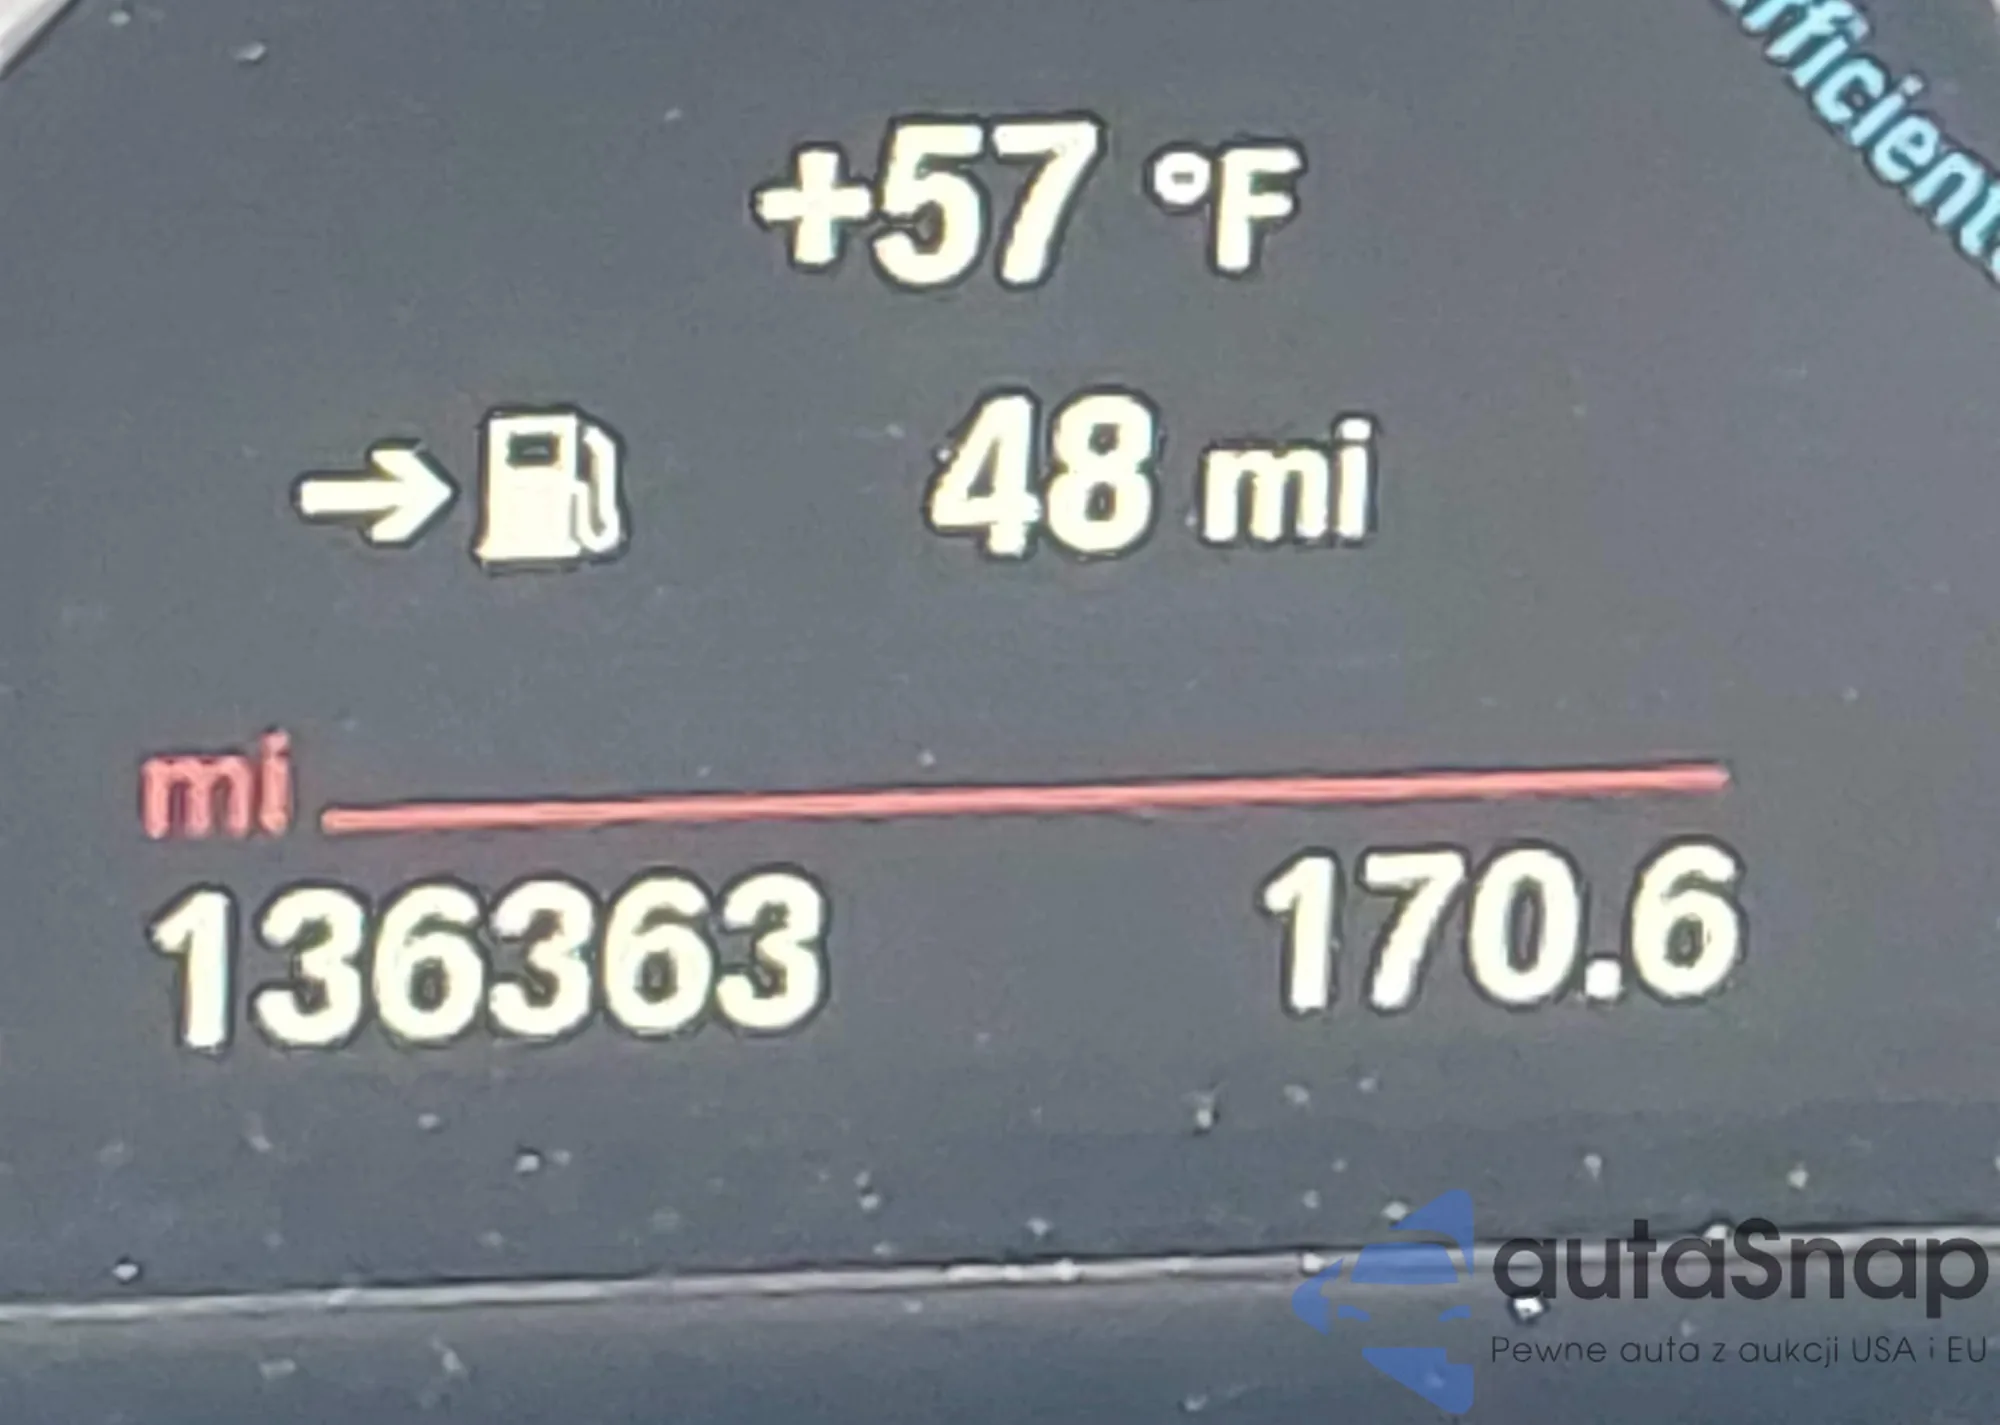 +57 °F
48 mi
mi
136363 170.6
autaSnap
Pewne auta z aukcji USA i EU